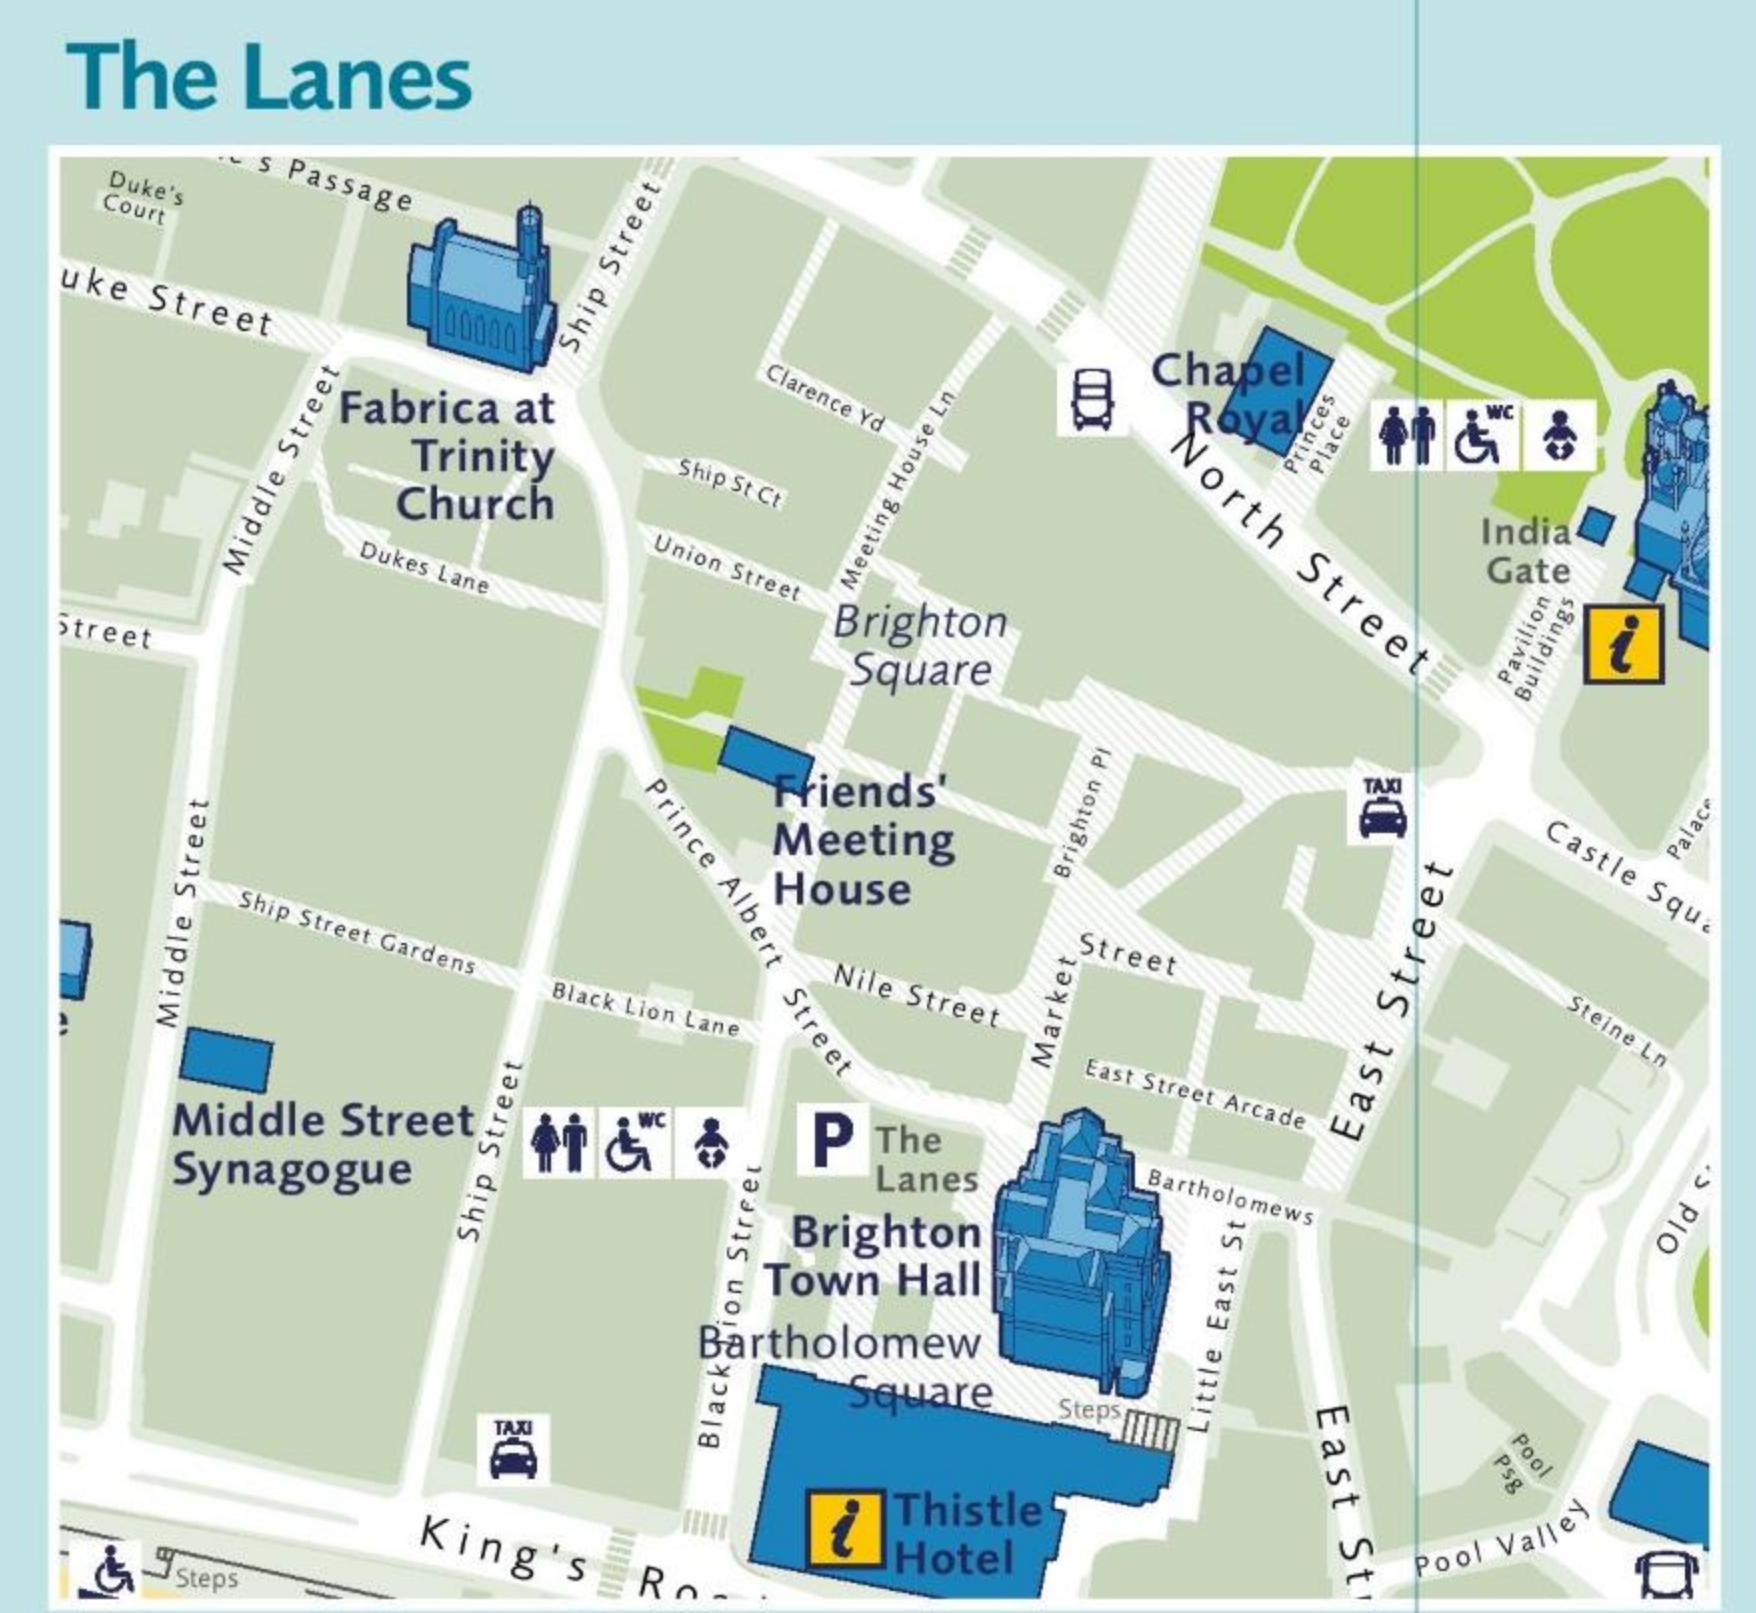 The Lanes
s Passage
Duke's
Court
uke Street
Ship Street
Middle Street
Fabrica at
Trinity
Church
Clarence Yd
Meeting House Ln
Ship St Ct
Union Street
Dukes Lane
Street
Chapel
Royal
Princes
Place
WC
North Street
India
Gate
i
Pavilion
Buildings
Brighton
Square
Friends'
Meeting
House
Prince Albert
Street
Brighton Pl
TAXI
Castle Squa
Palace
Middle Street
Ship Street Gardens
Black Lion Lane
Nile Street
Market
Street
East Street
Steine Ln
East Street Arcade
Middle Street
Synagogue
Ship Street
WC
P
The
Lanes
Bartholomews
Brighton
Town Hall
Bartholomew
Square
Black Lion Street
Little East St
Old S
Steps
TAXI
i
Thistle
Hotel
East Str
Pool
Psg
Pool Valley
King's Roa
Steps